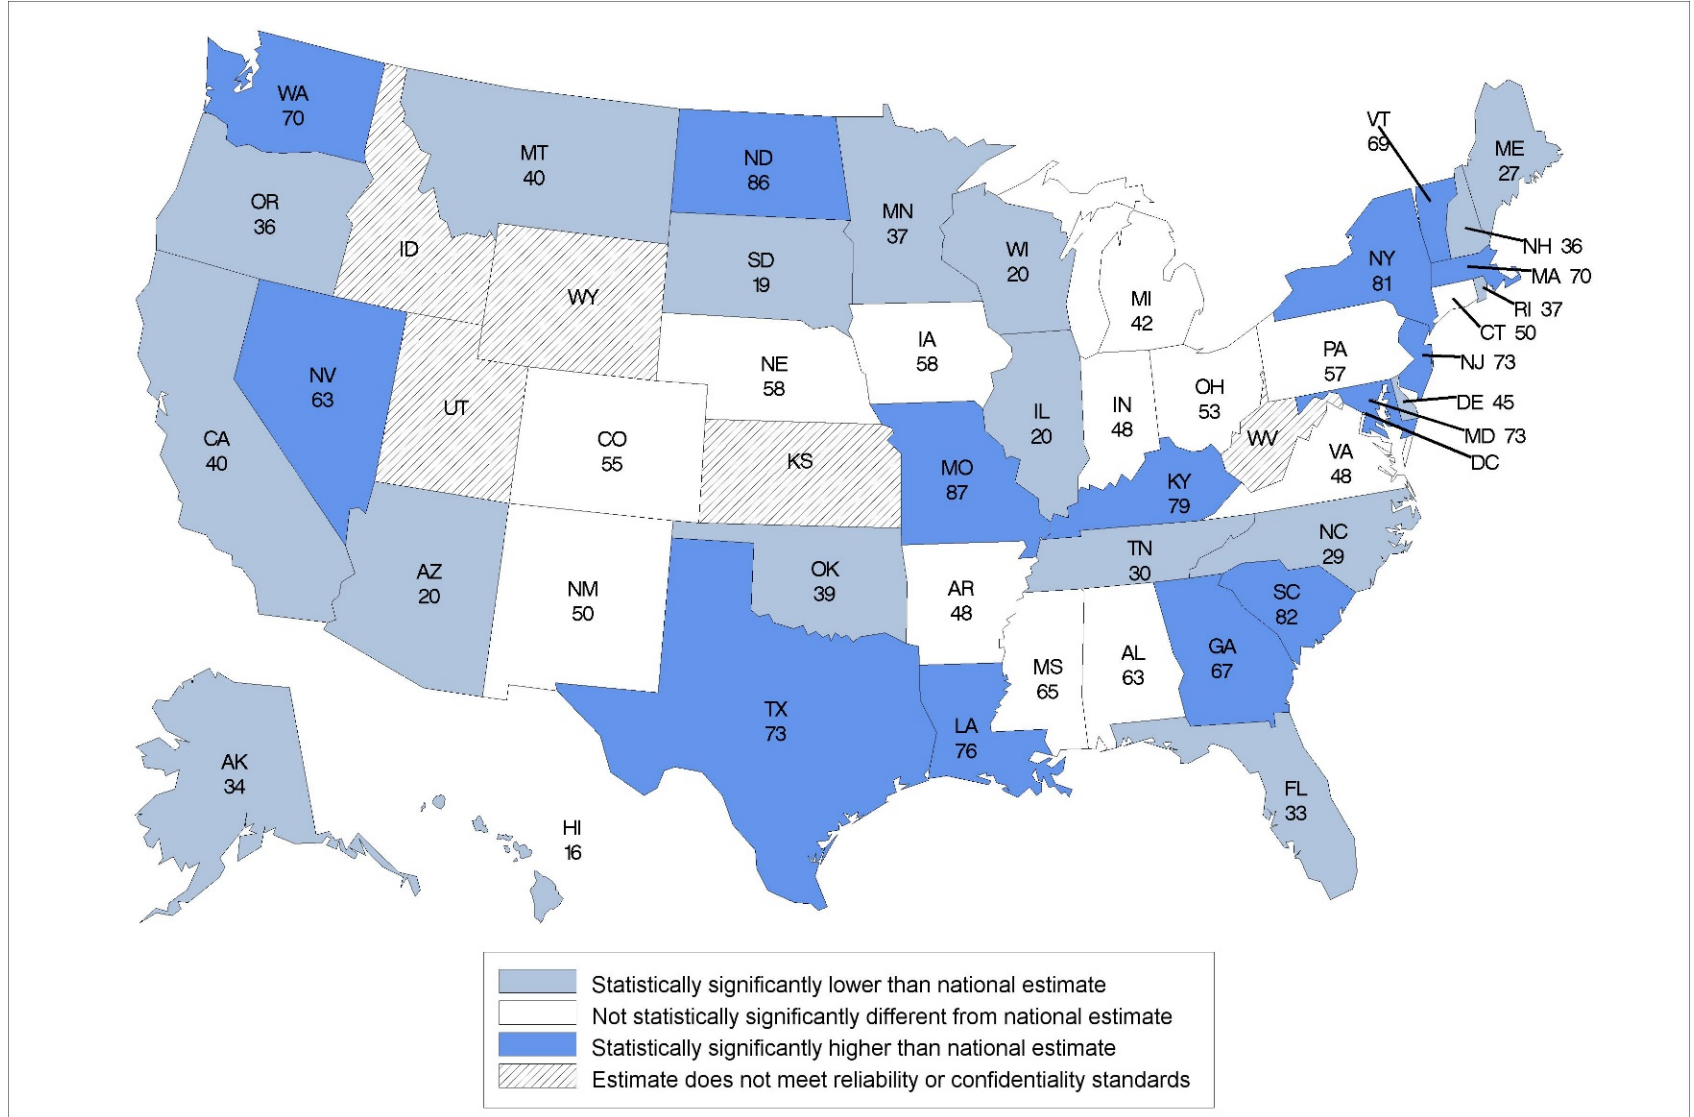 WA
70
MT
40
ND
86
VT
69
ME
27
OR
36
ID
MN
37
WI
20
NH 36
SD
19
NY
81
MA 70
WY
MI
42
RI 37
CT 50
NV
63
NE
58
IA
58
PA
57
NJ 73
UT
OH
53
DE 45
CA
40
CO
55
IL
20
IN
48
WV
MD 73
KS
MO
87
VA
48
DC
KY
79
AZ
20
NM
50
OK
39
AR
48
TN
30
NC
29
SC
82
MS
65
AL
63
GA
67
TX
73
LA
76
AK
34
FL
33
HI
16
Statistically significantly lower than national estimate
Not statistically significantly different from national estimate
Statistically significantly higher than national estimate
Estimate does not meet reliability or confidentiality standards